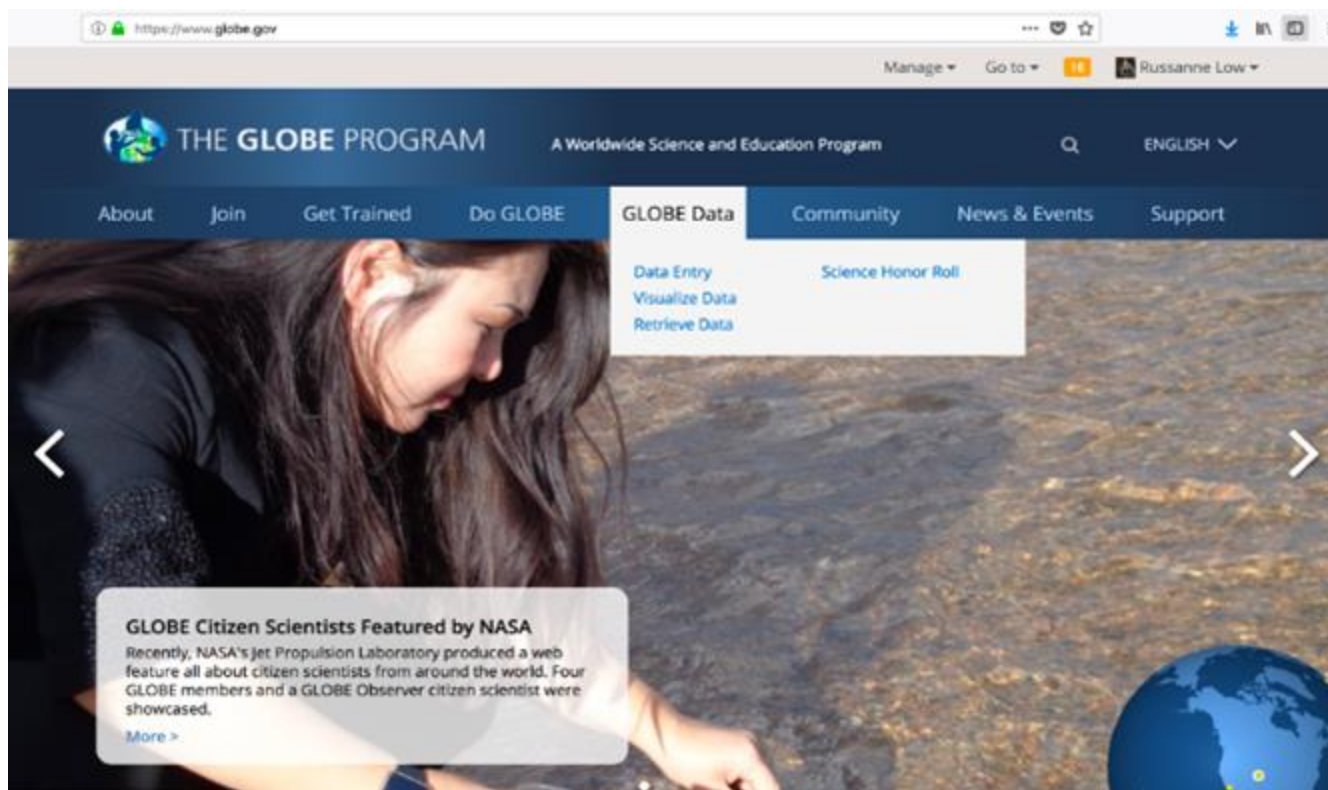 https://www.globe.gov
Manage Go to 16 Russanne Low
THE GLOBE PROGRAM A Worldwide Science and Education Program ENGLISH
About Join Get Trained Do GLOBE GLOBE Data Community News & Events Support
Data Entry Science Honor Roll
Visualize Data
Retrieve Data
GLOBE Citizen Scientists Featured by NASA
Recently, NASA's Jet Propulsion Laboratory produced a web
feature all about citizen scientists from around the world. Four
GLOBE members and a GLOBE Observer citizen scientist were
showcased.
More >